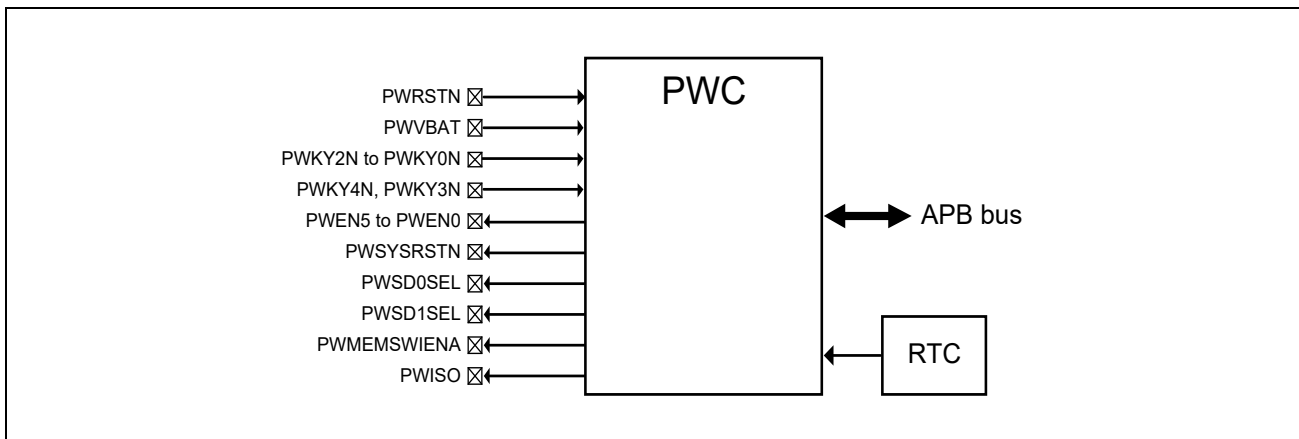 PWC
PWRSTN
PWVBAT
PWKY2N to PWKY0N
PWKY4N, PWKY3N
PWEN5 to PWEN0
PWSYSRSTN
PWSD0SEL
PWSD1SEL
PWMEMSWIENA
PWISO
APB bus
RTC